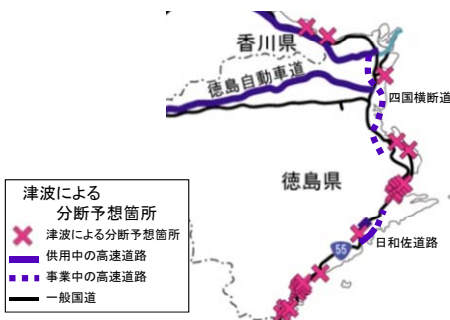 香川県
徳島自動車道
四国横断道
徳島県
日和佐道路
55
津波による
分断予想箇所
津波による分断予想箇所
供用中の高速道路
事業中の高速道路
一般国道